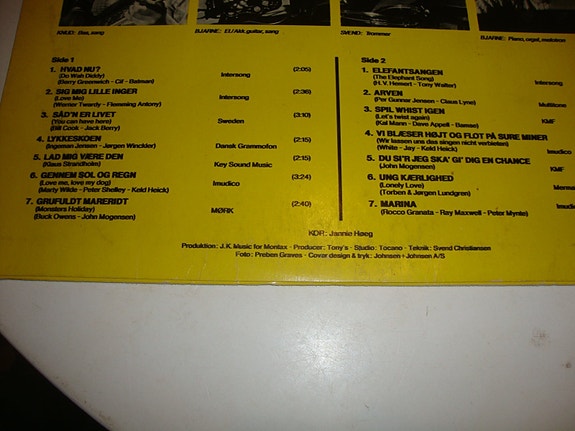 KNUD: Bas, sang
BJARNE: El/Akk. guitar, sang
SVEND: Trommer
BJARNE: Piano, orgel, melotron
Side 1
1. HVAD NU? (2:05)
(Do Wah Diddy)
(Barry Greenwich - Cil - Batman) Intersong
2. SIG MIG LILLE INGER (2:36)
(Love Me) Intersong
(Warner Twardy - Flemming Antony)
3. SÅD'N ER LIVET (3:10)
(You can have here) Sweden
(Bill Cook - Jack Berry)
4. LYKKESKOEN (2:15)
(Ingeman Jensen - Jørgen Winckler) Dansk Grammofon
5. LAD MIG VÆRE DEN (2:15)
(Klaus Strandholm) Key Sound Music
6. GENNEM SOL OG REGN (3:24)
(Love me, love my dog) Imudico
(Marty Wilde - Peter Shelley - Keld Heick)
7. GRUFULDT MARERIDT (2:40)
(Monsters Holiday) MØRK
(Buck Owens - John Mogensen)
Side 2
1. ELEFANTSANGEN
(The Elephant Song) Intersong
(H. V. Hemert - Tony Walter)
2. ARVEN
(Per Gunnar Jensen - Claus Lyne) Multitone
3. SPIL WHIST IGEN
(Let's twist again) KMF
(Kal Mann - Dave Appell - Bamse)
4. VI BLÆSER HØJT OG FLOT PÅ SURE MINER
(Wir lassen uns das singen nicht verbieten)
(White - Jay - Keld Heick) Imudico
5. DU SI'R JEG SKA' GI' DIG EN CHANCE
(John Mogensen) KMF
6. UNG KÆRLIGHED
(Lonely Love)
(Torben & Jørgen Lundgren)
7. MARINA
(Rocco Granata - Ray Maxwell - Peter Mynte) Imudico
KOR: Jannie Høeg
Produktion: J.K. Music for Montax - Producer: Tony's - Studio: Tocano - Teknik: Svend Christiansen
Foto: Preben Graves - Cover design & tryk: Johnsen + Johnsen A/S